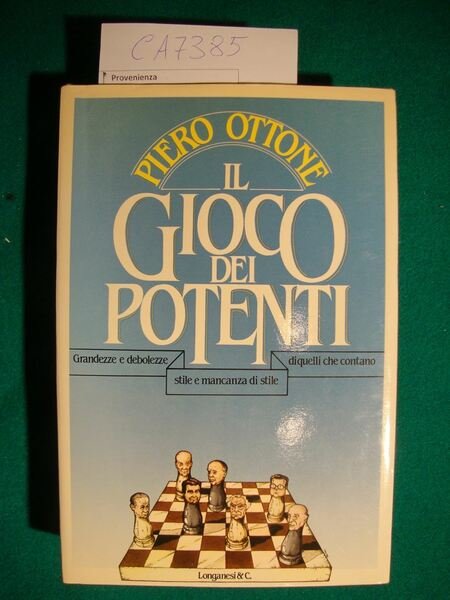 CA7385
Provenienza
PIERO OTTONE
IL
GIOCO
DEI
POTENTI
Grandezze e debolezze
stile e mancanza di stile
di quelli che contano
Longanesi & C.